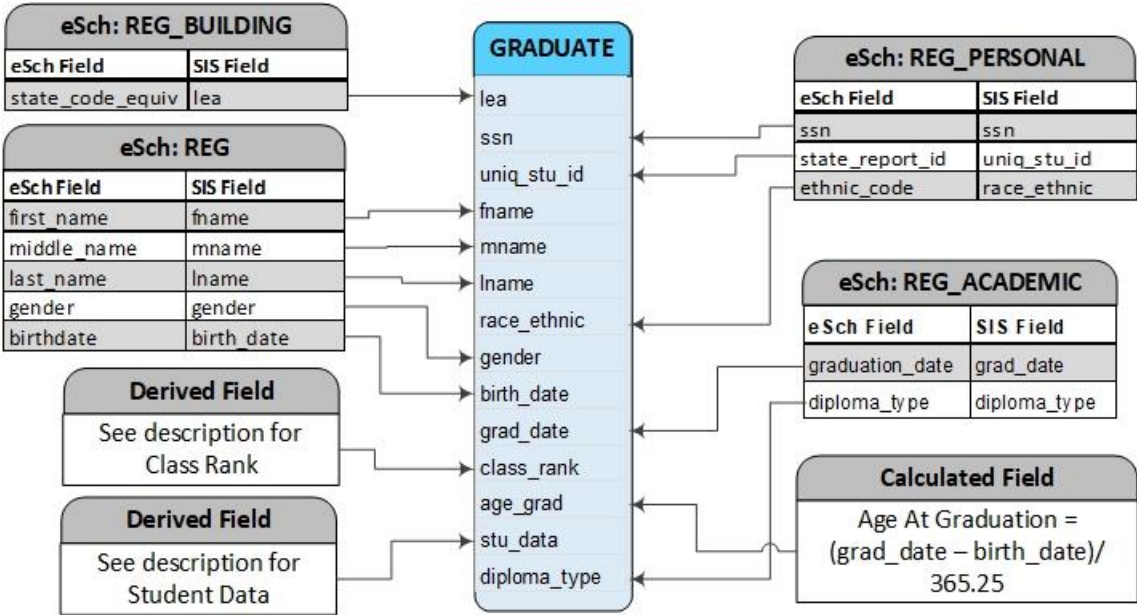 eSch: REG_BUILDING
eSch Field SIS Field
state_code_equiv lea
eSch: REG
eSch Field SIS Field
first_name fname
middle_name mname
last_name lname
gender gender
birthdate birth_date
Derived Field
See description for
Class Rank
Derived Field
See description for
Student Data
GRADUATE
lea
ssn
uniq_stu_id
fname
mname
lname
race_ethnic
gender
birth_date
grad_date
class_rank
age_grad
stu_data
diploma_type
eSch: REG_PERSONAL
eSch Field SIS Field
ssn ssn
state_report_id uniq_stu_id
ethnic_code race_ethnic
eSch: REG_ACADEMIC
eSch Field SIS Field
graduation_date grad_date
diploma_type diploma_type
Calculated Field
Age At Graduation =
(grad_date – birth_date)/
365.25